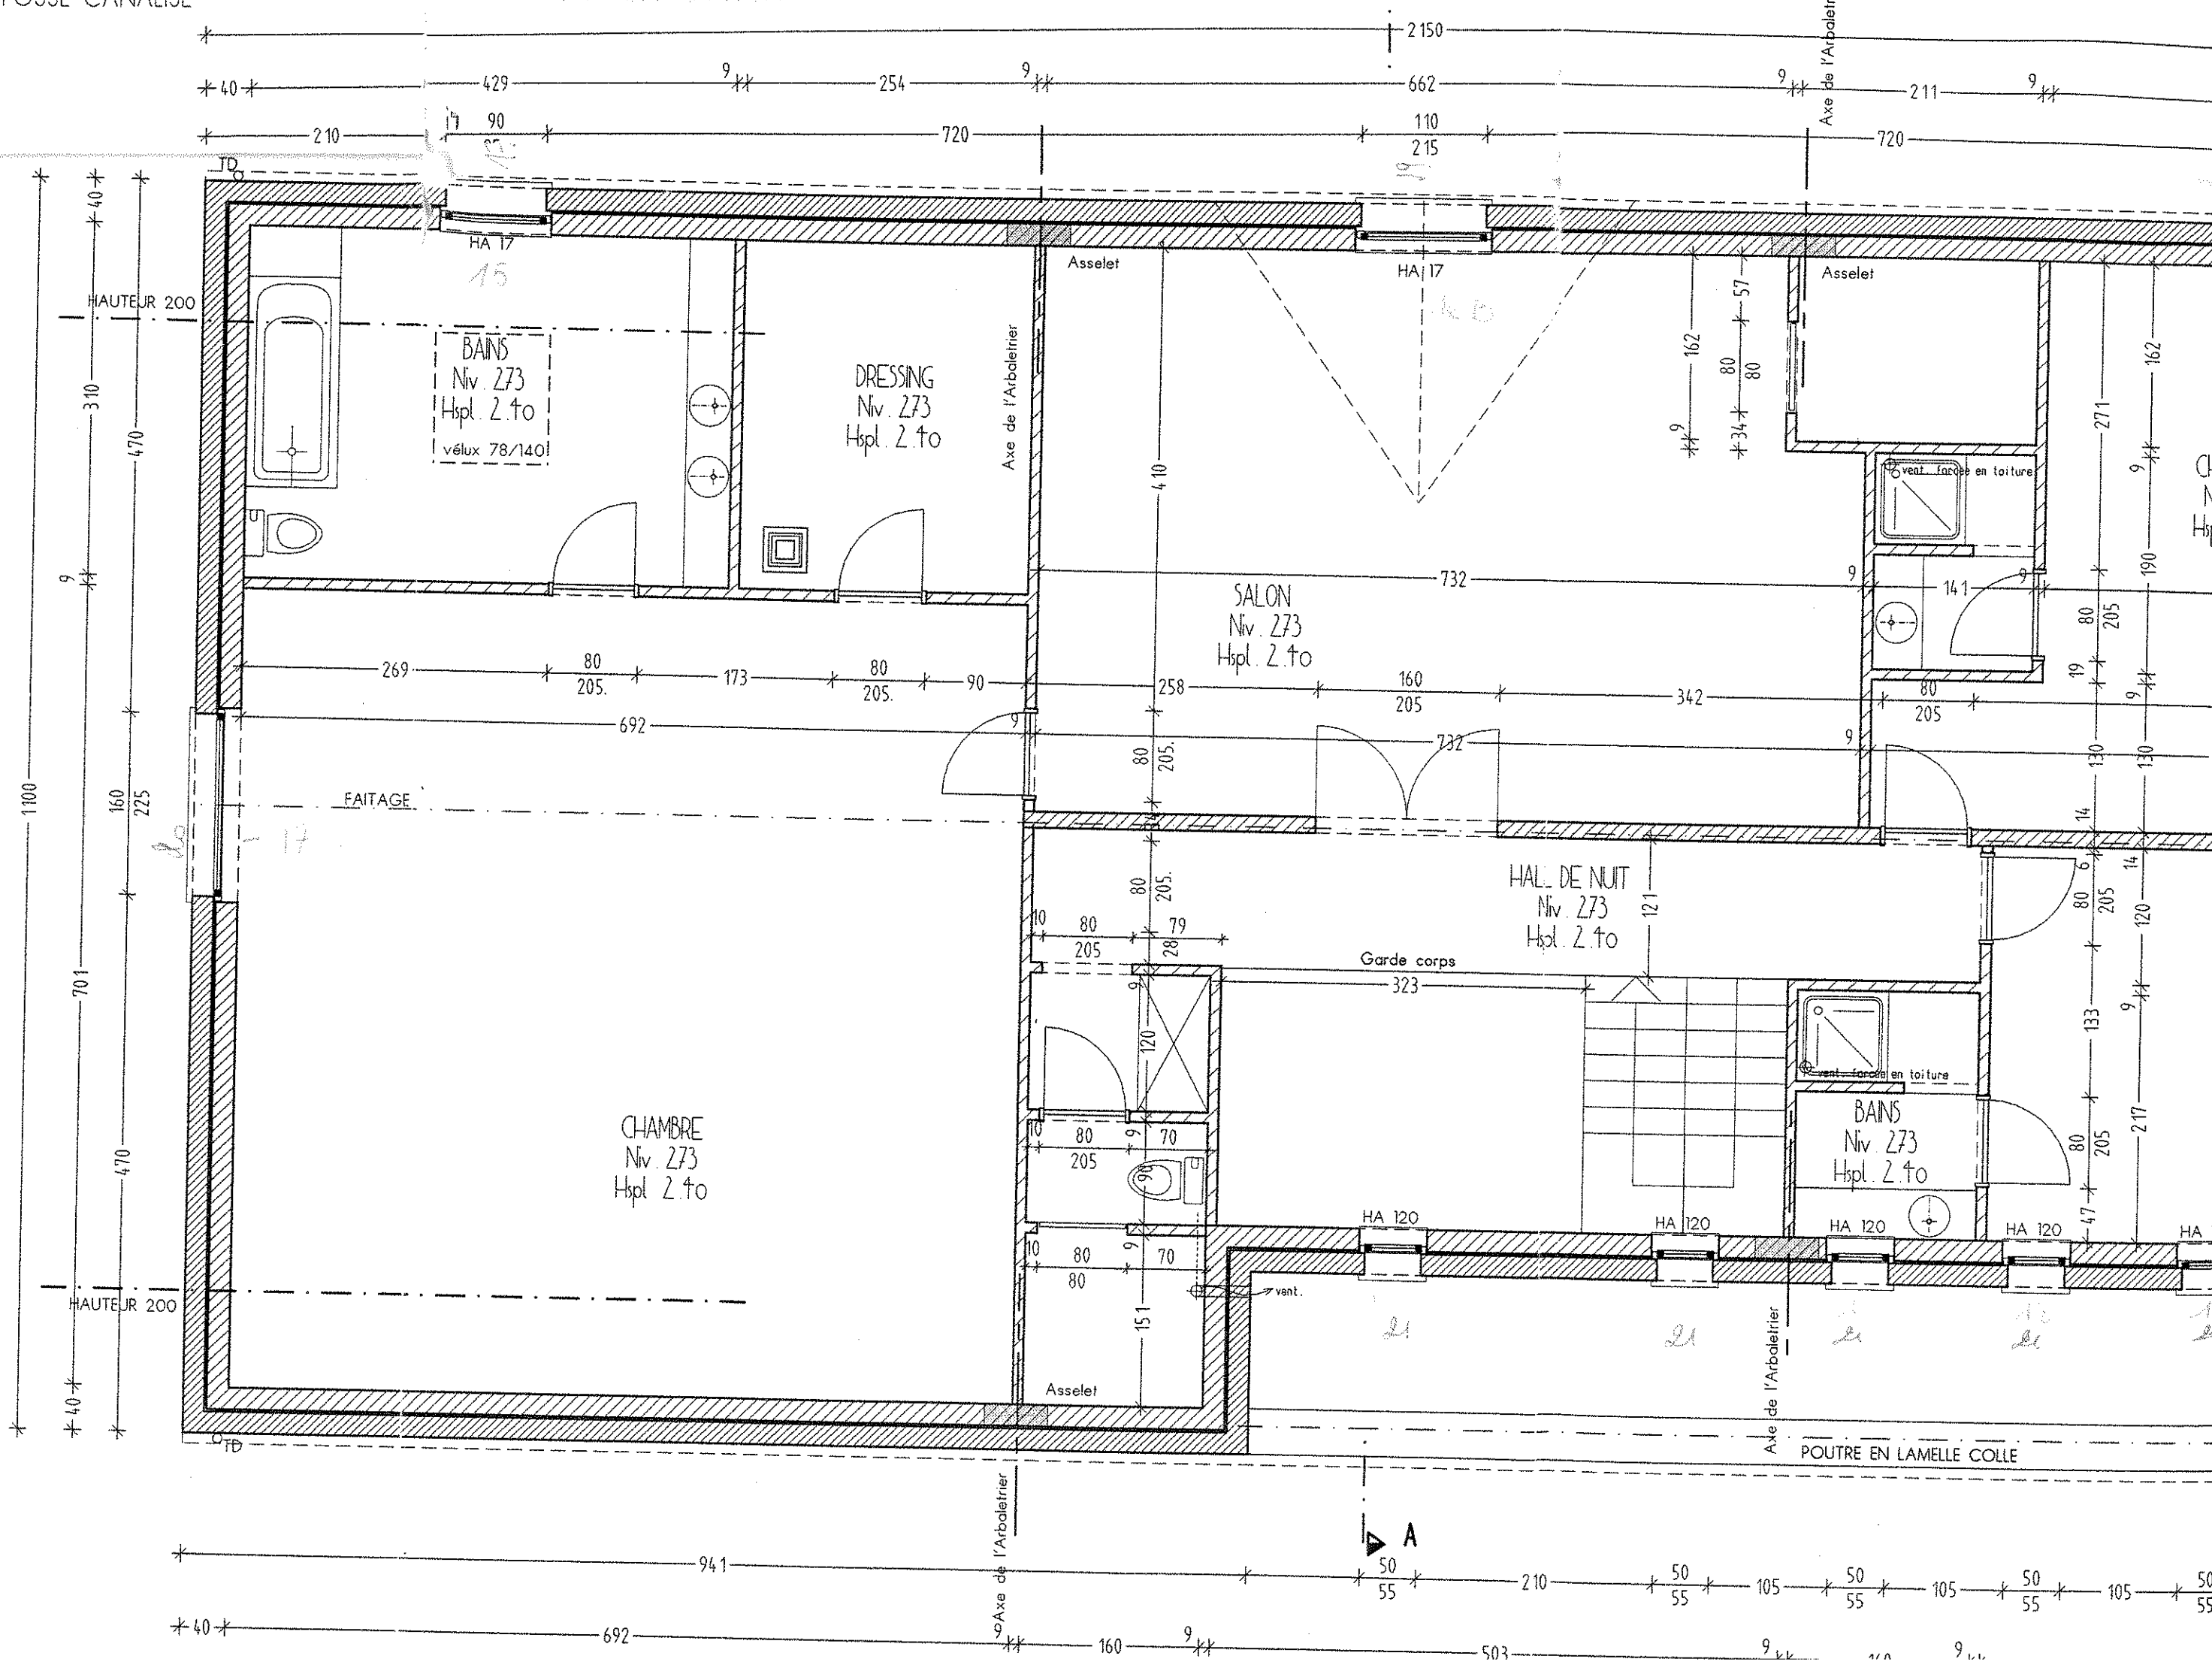 FOSSE CANALISE
2150
Axe de l'Arbaletrier
40 429 9 254 9 662 9 211 9
210 90 720 110 720
215
TD
HA 17
15
HA 17
Asselet
Asselet
HAUTEUR 200
BAINS
Niv. 273
Hspl. 2.40
vélux 78/140
DRESSING
Niv. 273
Hspl. 2.40
Axe de l'Arbaletrier
410
162
9
57
80
80
34
271
162
9
190
vent. forcée en toiture
40
310
9
470
1100
732 9 141 9
SALON
Niv. 273
Hspl. 2.40
80
205
19
9
269 80 173 80 90 258 160 342 80
205. 205. 205 205
692 9 732 9
80
205.
130
130
160
225
FAITAGE
17
14
14
6
80
205.
HALL DE NUIT
Niv. 273
Hspl. 2.40
121
80
205
120
10 80 79
205
28
Garde corps
323
9
120
701
470
133
9
217
vent. forcée en toiture
CHAMBRE
Niv. 273
Hspl 2.40
10 80 9 70
205
90
BAINS
Niv. 273
Hspl. 2.40
80
205
47
HA 120
HA 120
HA 120
HA 120
HA
10 80 9 70
80
vent.
151
HAUTEUR 200
21 21 21 21
Asselet
40
TD
Axe de l'Arbaletrier
POUTRE EN LAMELLE COLLE
Axe de l'Arbaletrier
A
941 50 210 50 105 50 105 50 105 50
55 55 55 55 55
40 692 9 160 9 503 9 160 9